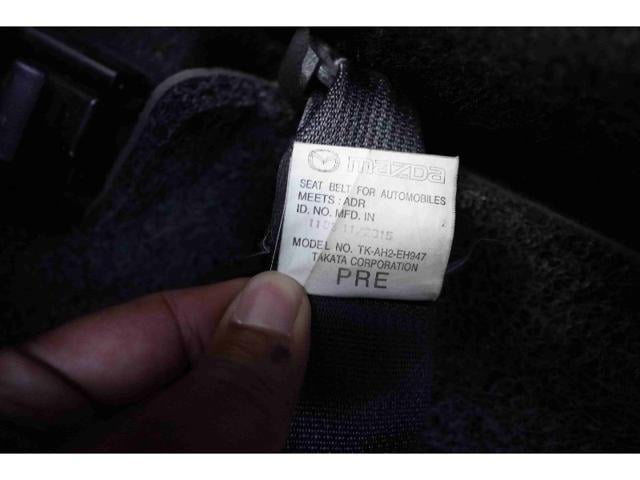 mazda
SEAT BELT FOR AUTOMOBILES
MEETS : ADR
ID. NO. MFD. IN
11/2015
MODEL NO. TK-AH2-EH947
TAKATA CORPORATION
PRE